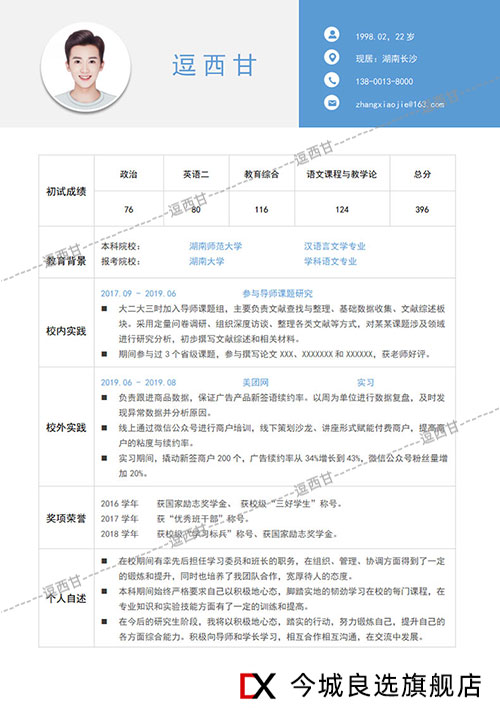 逗西甘
1998.02, 22 岁
现居: 湖南长沙
138-0013-8000
zhangxiaojie@163.com
初试成绩
政治 英语二 教育综合 语文课程与教学论 总分
76 80 116 124 396
教育背景
本科院校: 湖南师范大学 汉语言文学专业
报考院校: 湖南大学 学科语文专业
校内实践
2017.09 - 2019.06 参与导师课题研究
■ 大二大三时加入导师课题组，主要负责文献查找与整理、基础数据收集、文献综述板
块。采用定量问卷调研、组织深度访谈、整理各类文献等方式，对某某课题涉及领域
进行研究分析，初步撰写文献综述和相关材料。
■ 期间参与过 3 个省级课题，参与撰写论文 XXX、XXXXXXX 和 XXXXXX，获老师好评。
校外实践
2019.06 - 2019.08 美团网 实习
■ 负责跟进商品数据，保证广告产品新签语续约率。以周为单位进行数据复盘，及时发
现异常数据并分析原因。
■ 线上通过微信公众号进行商户培训，线下策划沙龙、讲座形式赋能付费商户，提高商
户的粘度与续约率。
■ 实习期间，撬动新签商户 200 个，广告续约率从 34%增长到 43%，微信公众号粉丝量增
加 20%。
奖项荣誉
2016 学年 获国家励志奖学金、 获校级“三好学生”称号。
2017 学年 获“优秀班干部”称号。
2018 学年 获校级“学习标兵”称号、获国家励志奖学金。
个人自述
■ 在校期间有幸先后担任学习委员和班长的职务，在组织、管理、协调方面得到了一定
的锻炼和提升，同时也培养了我团队合作，宽厚待人的态度。
■ 本科期间始终严格要求自己以积极地心态，脚踏实地的韧劲学习在校的每门课程，在
专业知识和实验技能方面有了一定的训练和提高。
■ 在今后的研究生阶段，我将以积极地心态，踏实的行动，努力锻炼自己，提升自己的
各方面综合能力。积极向导师和学长学习，相互合作相互沟通，在交流中发展。
逗西甘
逗西甘
逗西甘
逗西甘
逗西甘
逗西甘
逗西甘
DX 今城良选旗舰店